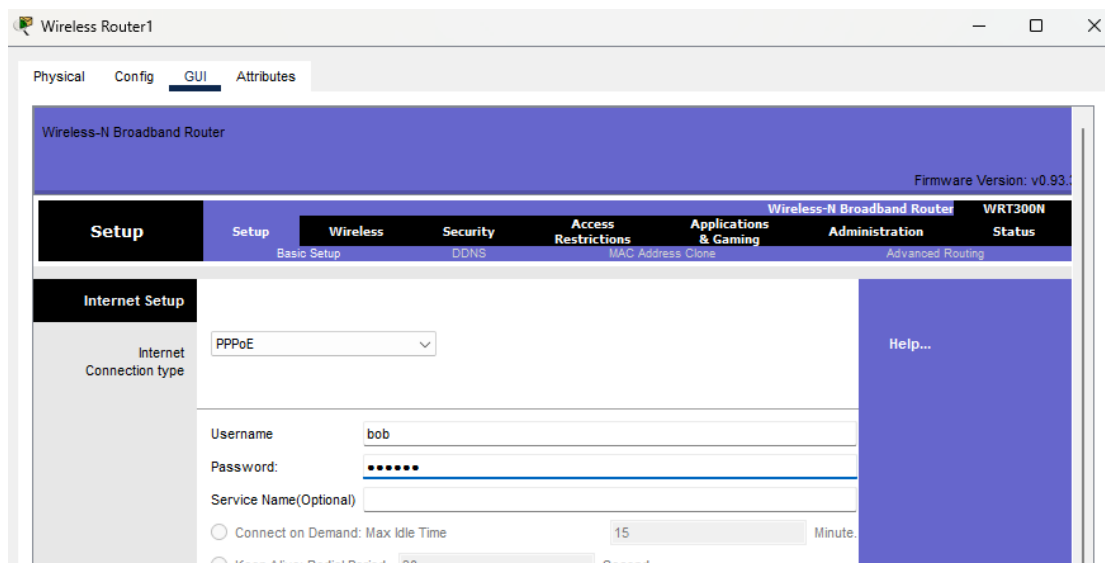 Wireless Router1
Physical Config GUI Attributes
Wireless-N Broadband Router
Firmware Version: v0.93.
Wireless-N Broadband Router WRT300N
Setup Setup Wireless Security Access Restrictions Applications & Gaming Administration Status
Basic Setup DDNS MAC Address Clone Advanced Routing
Internet Setup
Internet Connection type
PPPoE
Help...
Username bob
Password: ••••••
Service Name(Optional)
Connect on Demand: Max Idle Time 15 Minute.